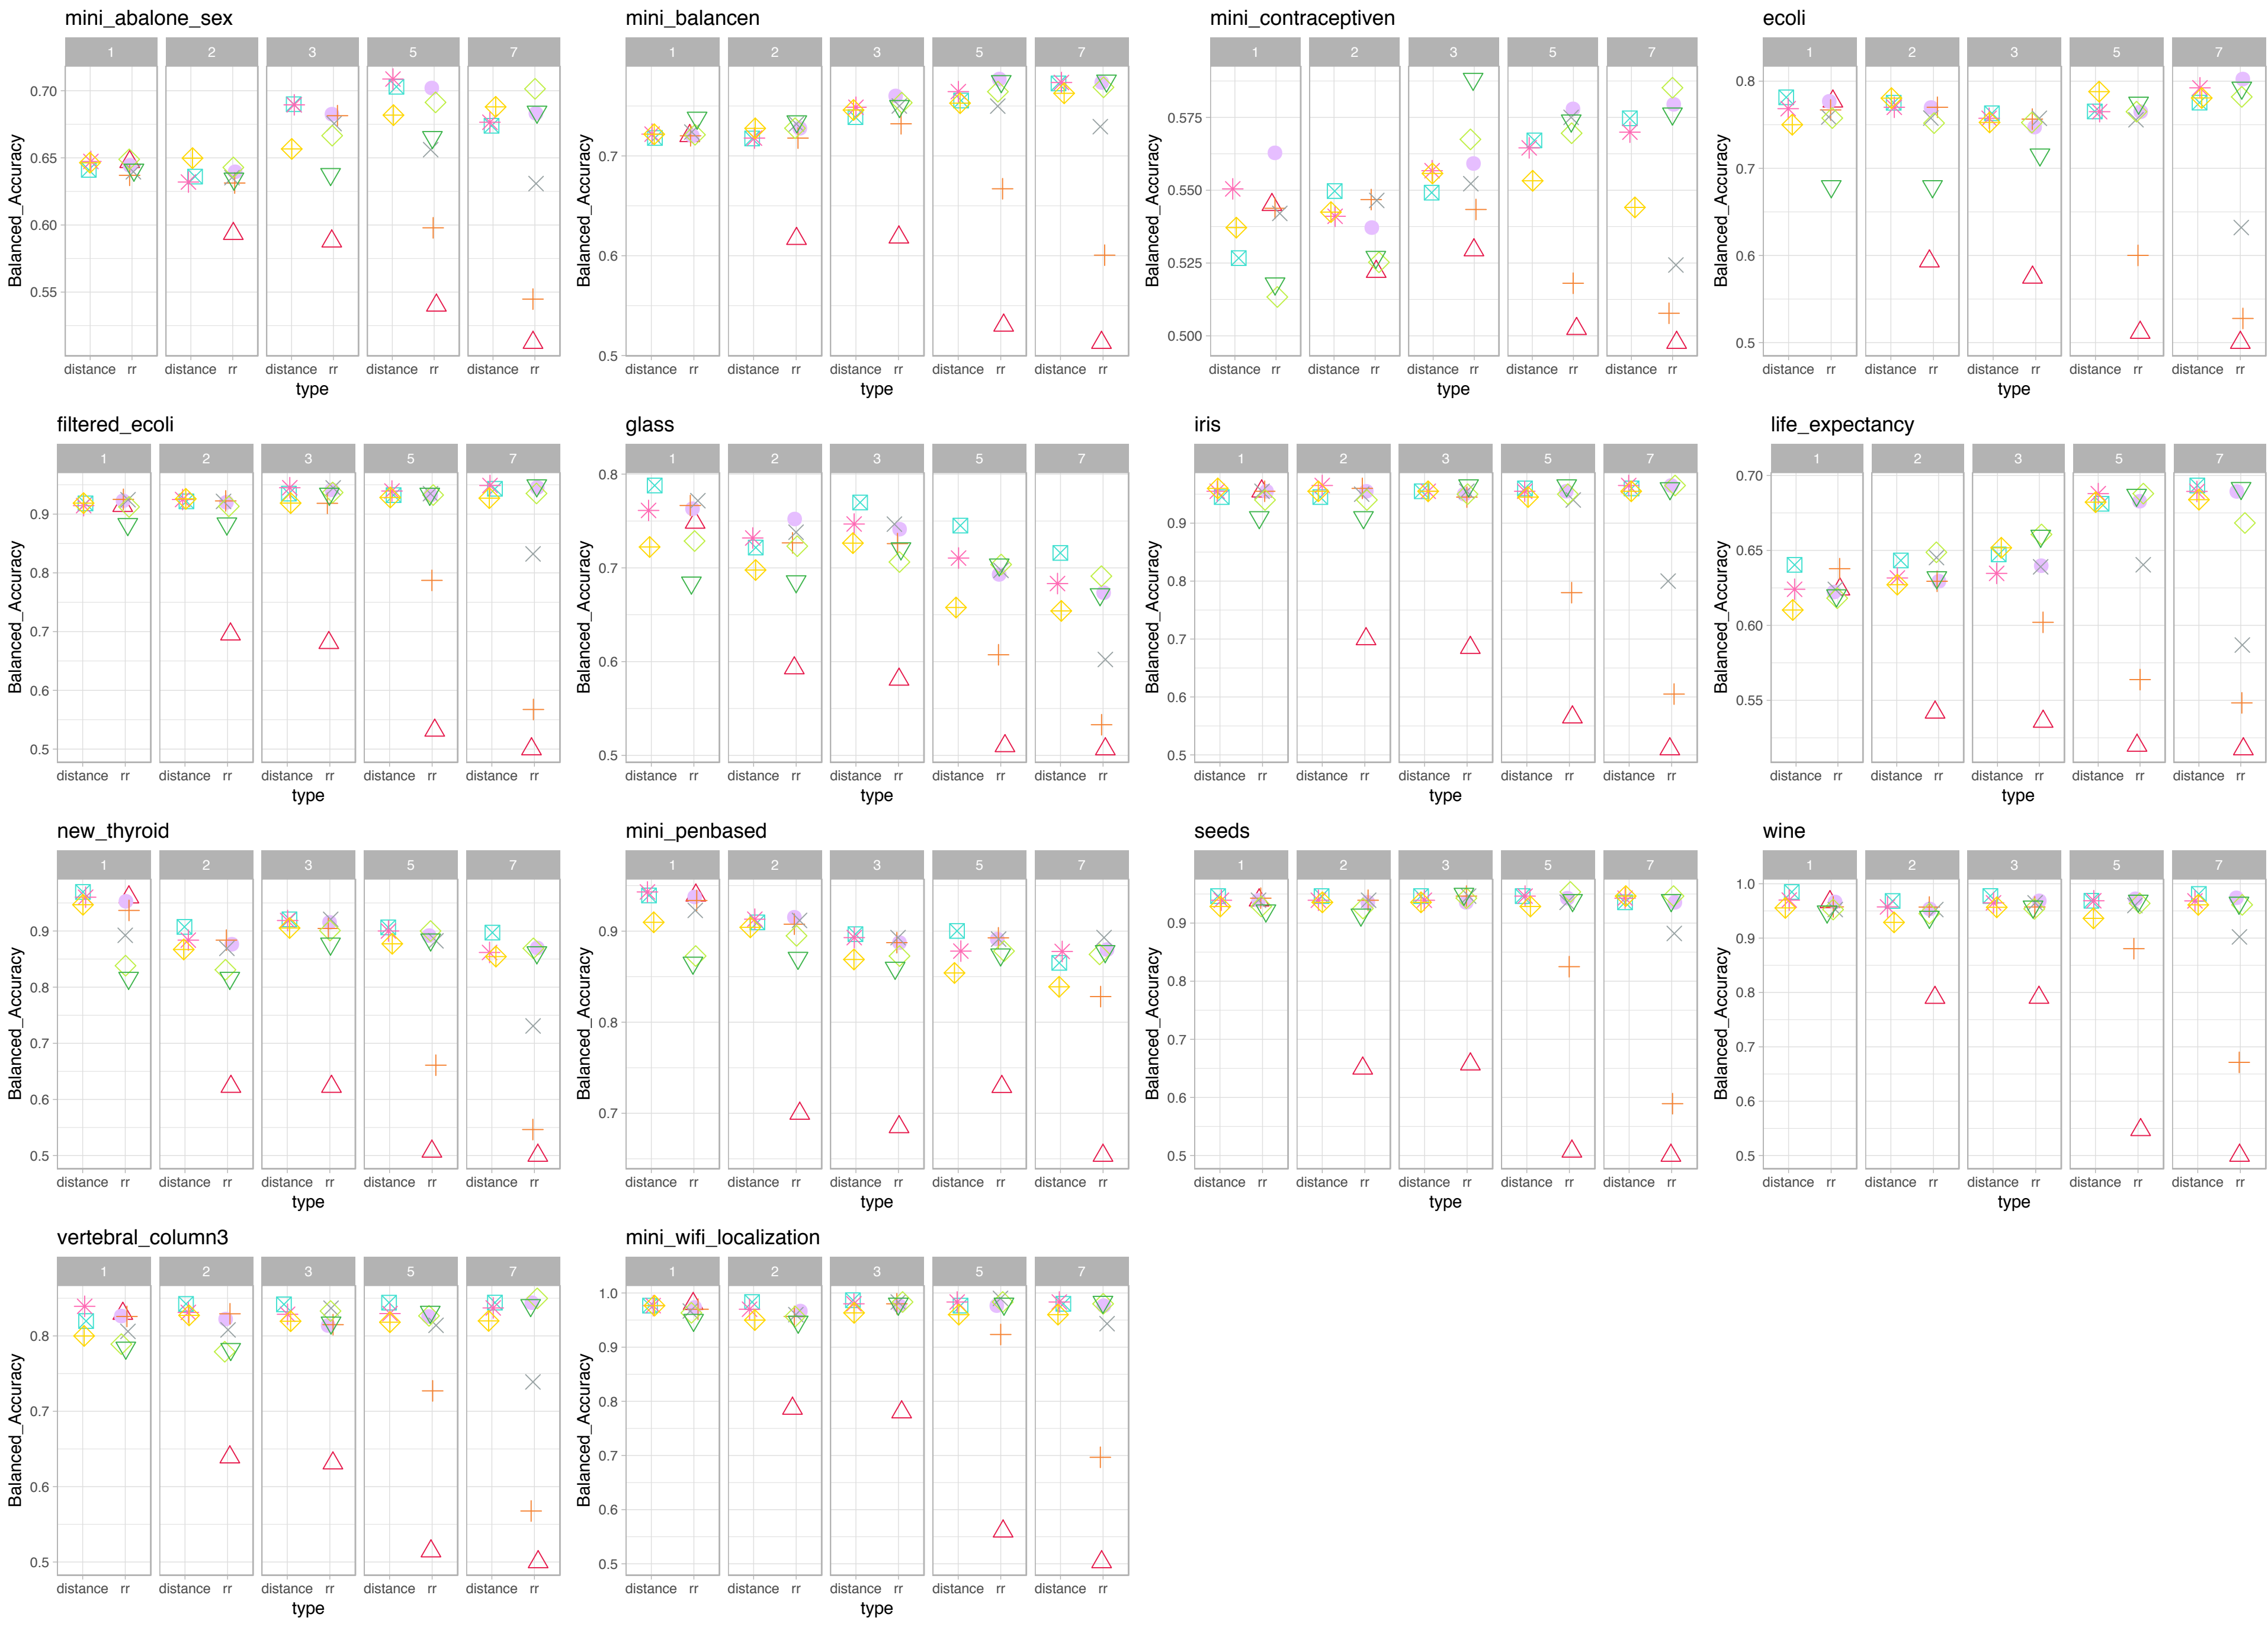 mini_abalone_sex
mini_balancen
mini_contraceptiven
ecoli
1 2 3 5 7
1 2 3 5 7
1 2 3 5 7
1 2 3 5 7
Balanced_Accuracy
0.70
0.65
0.60
0.55
distance rr distance rr distance rr distance rr distance rr
type
Balanced_Accuracy
0.7
0.6
0.5
distance rr distance rr distance rr distance rr distance rr
type
Balanced_Accuracy
0.575
0.550
0.525
0.500
distance rr distance rr distance rr distance rr distance rr
type
Balanced_Accuracy
0.8
0.7
0.6
0.5
distance rr distance rr distance rr distance rr distance rr
type
filtered_ecoli
glass
iris
life_expectancy
1 2 3 5 7
1 2 3 5 7
1 2 3 5 7
1 2 3 5 7
Balanced_Accuracy
0.9
0.8
0.7
0.6
0.5
distance rr distance rr distance rr distance rr distance rr
type
Balanced_Accuracy
0.8
0.7
0.6
0.5
distance rr distance rr distance rr distance rr distance rr
type
Balanced_Accuracy
0.9
0.8
0.7
0.6
0.5
distance rr distance rr distance rr distance rr distance rr
type
Balanced_Accuracy
0.70
0.65
0.60
0.55
distance rr distance rr distance rr distance rr distance rr
type
new_thyroid
mini_penbased
seeds
wine
1 2 3 5 7
1 2 3 5 7
1 2 3 5 7
1 2 3 5 7
Balanced_Accuracy
0.9
0.8
0.7
0.6
0.5
distance rr distance rr distance rr distance rr distance rr
type
Balanced_Accuracy
0.9
0.8
0.7
distance rr distance rr distance rr distance rr distance rr
type
Balanced_Accuracy
0.9
0.8
0.7
0.6
0.5
distance rr distance rr distance rr distance rr distance rr
type
Balanced_Accuracy
1.0
0.9
0.8
0.7
0.6
0.5
distance rr distance rr distance rr distance rr distance rr
type
vertebral_column3
mini_wifi_localization
1 2 3 5 7
1 2 3 5 7
Balanced_Accuracy
0.8
0.7
0.6
0.5
distance rr distance rr distance rr distance rr distance rr
type
Balanced_Accuracy
1.0
0.9
0.8
0.7
0.6
0.5
distance rr distance rr distance rr distance rr distance rr
type